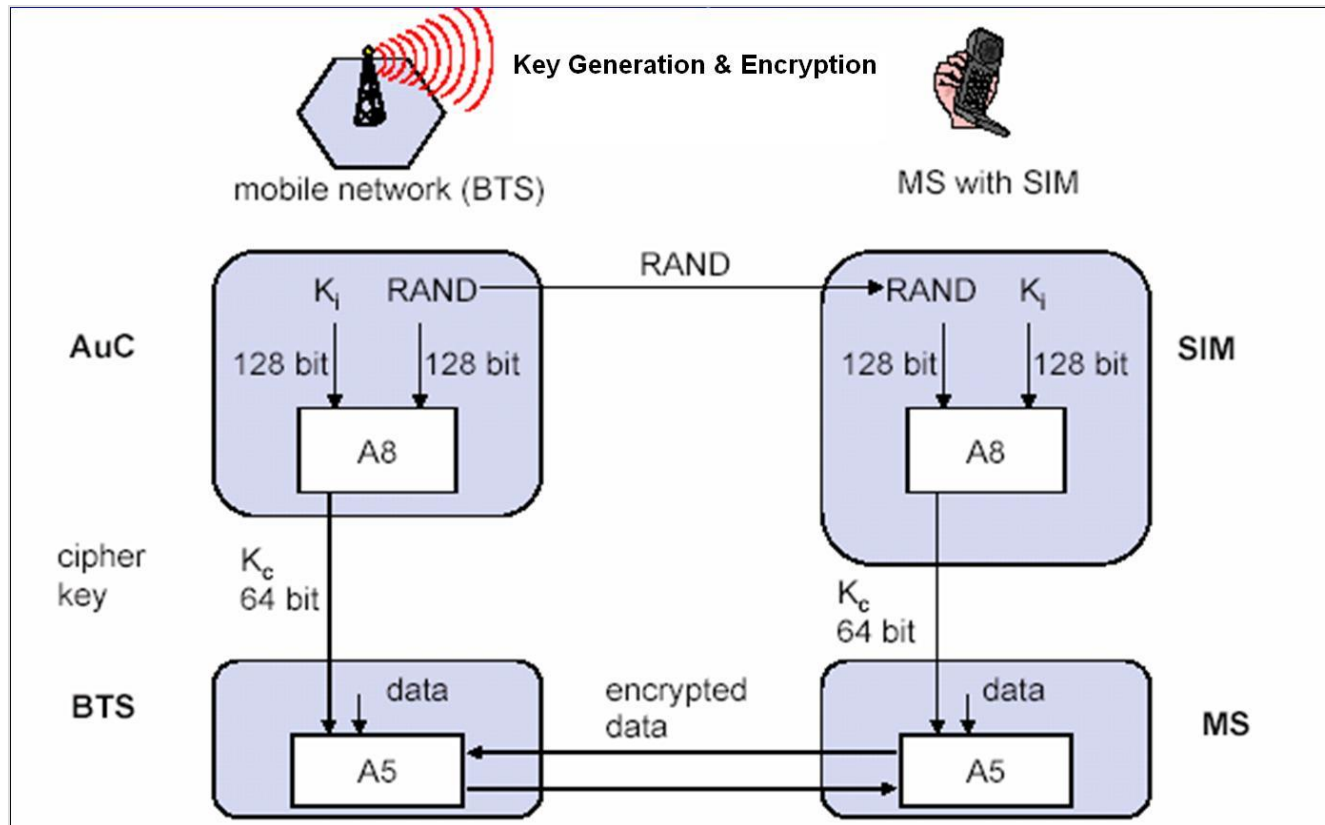 Key Generation & Encryption
mobile network (BTS)
MS with SIM
AuC
Ki
RAND
128 bit
128 bit
A8
RAND
RAND
Ki
128 bit
128 bit
A8
SIM
cipher
key
Kc
64 bit
Kc
64 bit
BTS
data
A5
encrypted
data
data
A5
MS